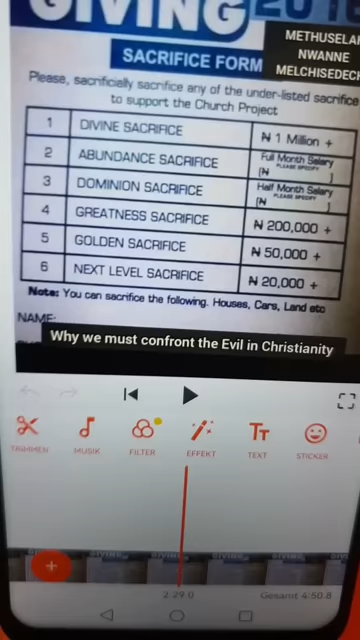 GIVING 201
METHUSELAH
NWANNE
MELCHISEDECH
SACRIFICE FORM
Please, sacrificially sacrifice any of the under-listed sacrifice
to support the Church Project
1 DIVINE SACRIFICE ₦ 1 Million +
2 ABUNDANCE SACRIFICE Full Month Salary
(₦ PLEASE SPECIFY )
3 DOMINION SACRIFICE Half Month Salary
(₦ PLEASE SPECIFY )
4 GREATNESS SACRIFICE ₦ 200,000 +
5 GOLDEN SACRIFICE ₦ 50,000 +
6 NEXT LEVEL SACRIFICE ₦ 20,000 +
Note: You can sacrifice the following. Houses, Cars, Land etc
NAME:
Why we must confront the Evil in Christianity
TRIMMEN MUSIK FILTER EFFEKT TEXT STICKER
2:29.0 Gesamt 4:50.8